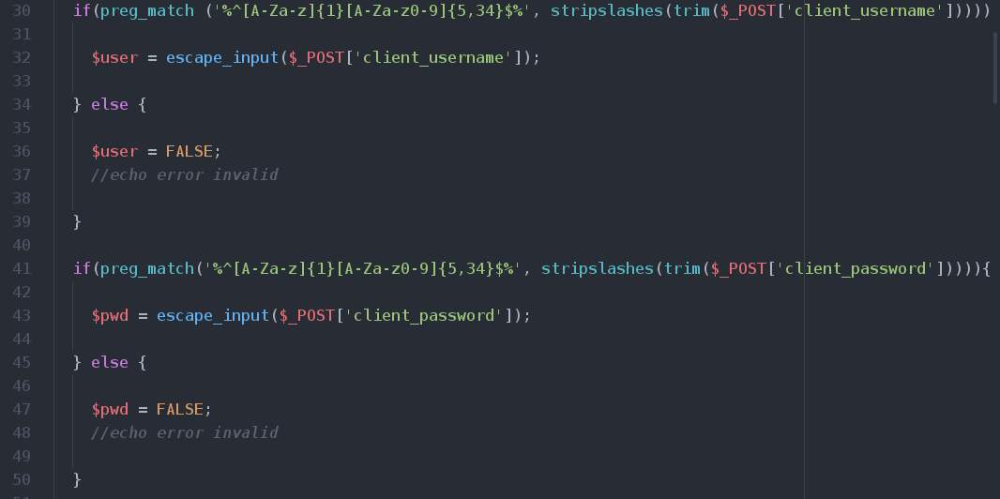 30 if(preg_match ('%^[A-Za-z]{1}[A-Za-z0-9]{5,34}$%', stripslashes(trim($_POST['client_username']))))
31
32 $user = escape_input($_POST['client_username']);
33
34 } else {
35
36 $user = FALSE;
37 //echo error invalid
38
39 }
40
41 if(preg_match('%^[A-Za-z]{1}[A-Za-z0-9]{5,34}$%', stripslashes(trim($_POST['client_password'])))){
42
43 $pwd = escape_input($_POST['client_password']);
44
45 } else {
46
47 $pwd = FALSE;
48 //echo error invalid
49
50 }